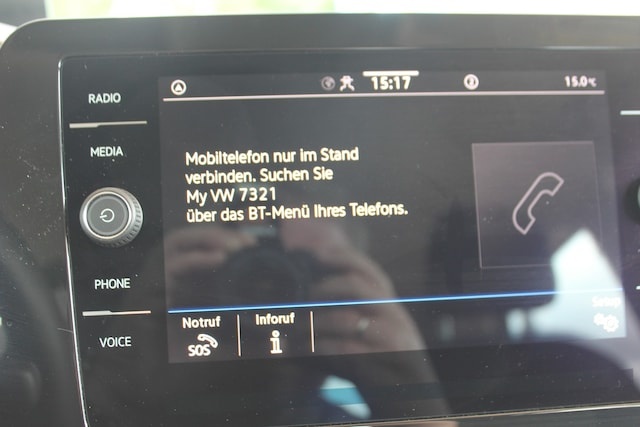 RADIO
15:17
15.0°C
MEDIA
Mobiltelefon nur im Stand
verbinden. Suchen Sie
My VW 7321
über das BT-Menü Ihres Telefons.
PHONE
Setup
Notruf
Inforuf
SOS
VOICE